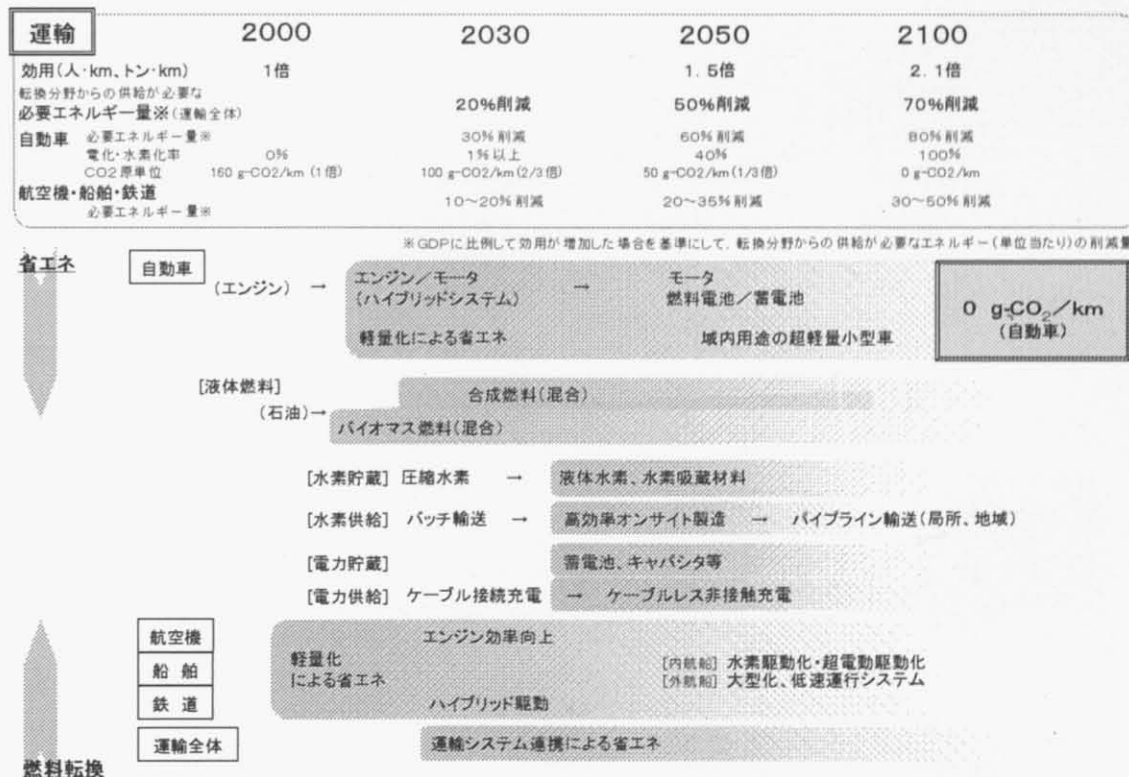 運輸 2000 2030 2050 2100
効用(人・km、トン・km) 1倍 1. 5倍 2. 1倍
転換分野からの供給が必要な
必要エネルギー量※(運輸全体) 20%削減 50%削減 70%削減
自動車 必要エネルギー量※ 30%削減 60%削減 80%削減
電化・水素化率 0% 1%以上 40% 100%
CO2原単位 160 g-CO2/km (1倍) 100 g-CO2/km(2/3倍) 50 g-CO2/km(1/3倍) 0 g-CO2/km
航空機・船舶・鉄道
必要エネルギー量※ 10~20%削減 20~35%削減 30~50%削減
※GDPに比例して効用が増加した場合を基準にして、転換分野からの供給が必要なエネルギー(単位当たり)の削減量
省エネ
自動車
(エンジン) → エンジン/モータ → モータ
(ハイブリッドシステム) 燃料電池/蓄電池
軽量化による省エネ 域内用途の超軽量小型車
0 g-CO2/km
(自動車)
[液体燃料] 合成燃料(混合)
(石油)→
バイオマス燃料(混合)
[水素貯蔵] 圧縮水素 → 液体水素、水素吸蔵材料
[水素供給] バッチ輸送 → 高効率オンサイト製造 → パイプライン輸送(局所、地域)
[電力貯蔵] 蓄電池、キャパシタ等
[電力供給] ケーブル接続充電 → ケーブルレス非接触充電
航空機 エンジン効率向上
船 舶 軽量化
による省エネ
[内航船] 水素駆動化・超電動駆動化
[外航船] 大型化、低速運行システム
鉄 道 ハイブリッド駆動
運輸全体 運輸システム連携による省エネ
燃料転換